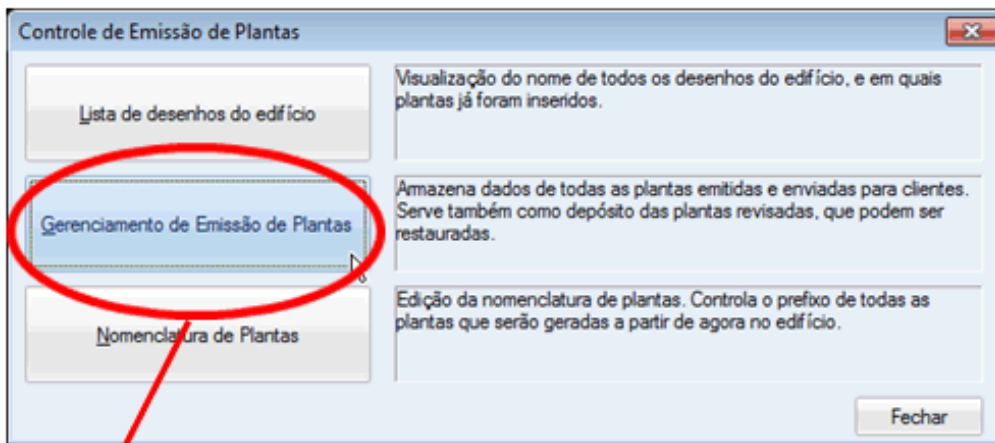 Controle de Emissão de Plantas
Lista de desenhos do edifício
Visualização do nome de todos os desenhos do edifício, e em quais
plantas já foram inseridos.
Gerenciamento de Emissão de Plantas
Armazena dados de todas as plantas emitidas e enviadas para clientes.
Serve também como depósito das plantas revisadas, que podem ser
restauradas.
Nomenclatura de Plantas
Edição da nomenclatura de plantas. Controla o prefixo de todas as
plantas que serão geradas a partir de agora no edifício.
Fechar